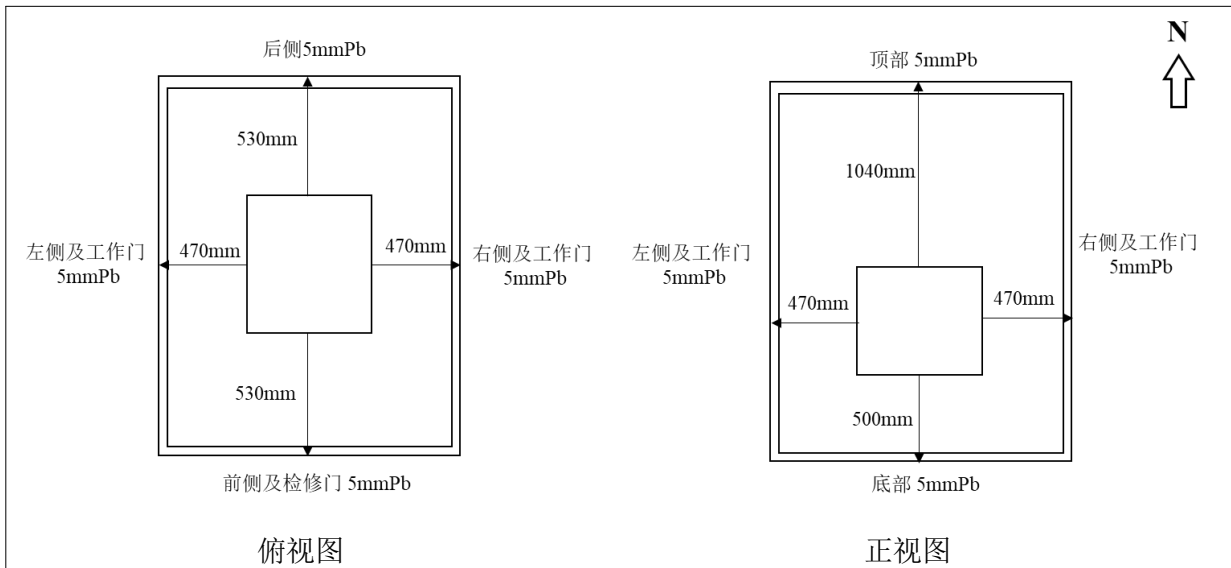 后侧5mmPb
530mm
左侧及工作门
5mmPb
470mm
470mm
右侧及工作门
5mmPb
530mm
前侧及检修门 5mmPb
俯视图
N
顶部 5mmPb
1040mm
左侧及工作门
5mmPb
470mm
470mm
右侧及工作门
5mmPb
500mm
底部 5mmPb
正视图